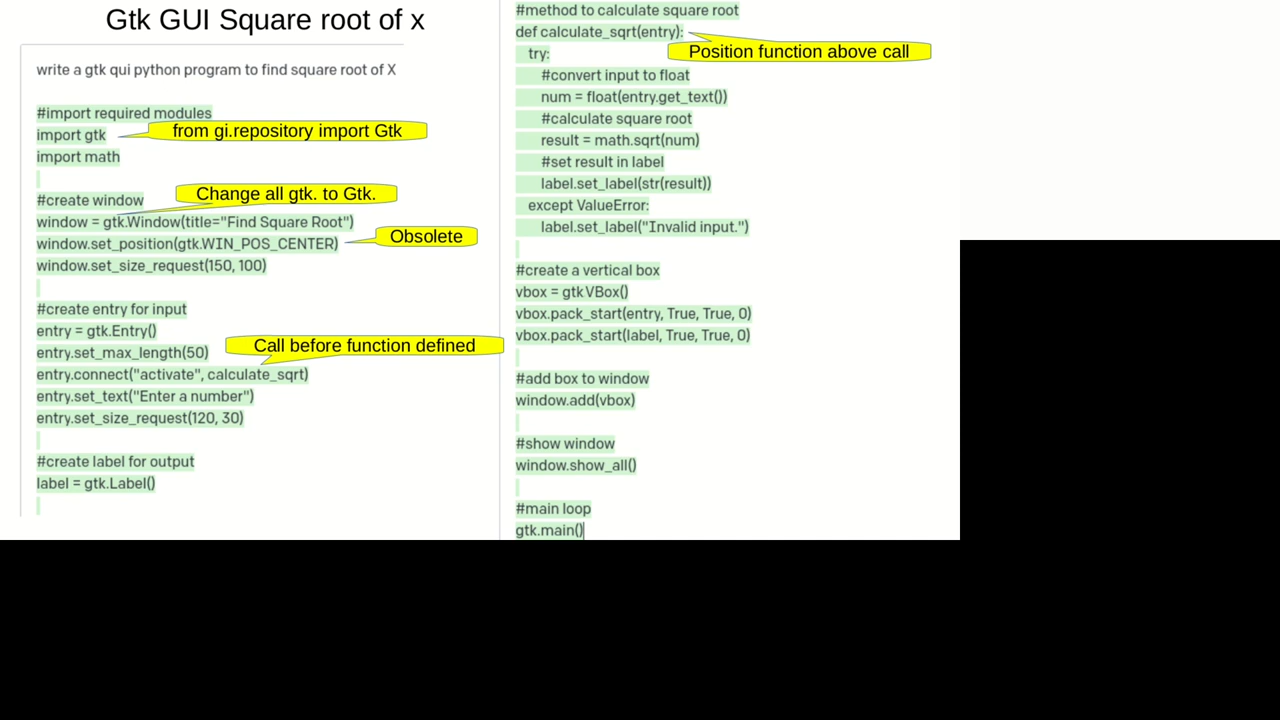 Gtk GUI Square root of x
write a gtk qui python program to find square root of X
#import required modules
import gtk
from gi.repository import Gtk
import math
Change all gtk. to Gtk.
#create window
window = gtk.Window(title="Find Square Root")
window.set_position(gtk.WIN_POS_CENTER)
Obsolete
window.set_size_request(150, 100)
#create entry for input
entry = gtk.Entry()
entry.set_max_length(50)
Call before function defined
entry.connect("activate", calculate_sqrt)
entry.set_text("Enter a number")
entry.set_size_request(120, 30)
#create label for output
label = gtk.Label()
#method to calculate square root
def calculate_sqrt(entry):
Position function above call
try:
#convert input to float
num = float(entry.get_text())
#calculate square root
result = math.sqrt(num)
#set result in label
label.set_label(str(result))
except ValueError:
label.set_label("Invalid input.")
#create a vertical box
vbox = gtk.VBox()
vbox.pack_start(entry, True, True, 0)
vbox.pack_start(label, True, True, 0)
#add box to window
window.add(vbox)
#show window
window.show_all()
#main loop
gtk.main()